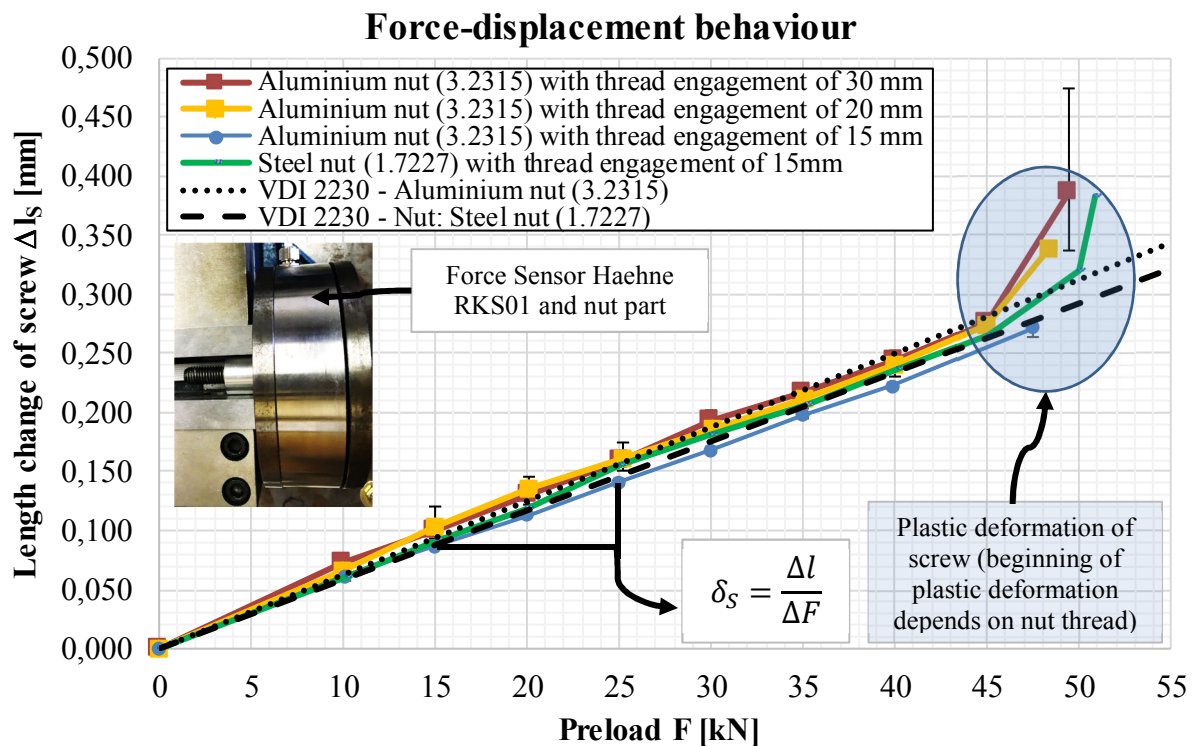 Force-displacement behaviour
Aluminium nut (3.2315) with thread engagement of 30 mm
Aluminium nut (3.2315) with thread engagement of 20 mm
Aluminium nut (3.2315) with thread engagement of 15 mm
Steel nut (1.7227) with thread engagement of 15mm
VDI 2230 - Aluminium nut (3.2315)
VDI 2230 - Nut: Steel nut (1.7227)
Force Sensor Haehne
RKS01 and nut part
δ_S = Δl/ΔF
Plastic deformation of
screw (beginning of
plastic deformation
depends on nut thread)
Length change of screw Δl_S [mm]
0,500
0,450
0,400
0,350
0,300
0,250
0,200
0,150
0,100
0,050
0,000
0 5 10 15 20 25 30 35 40 45 50 55
Preload F [kN]